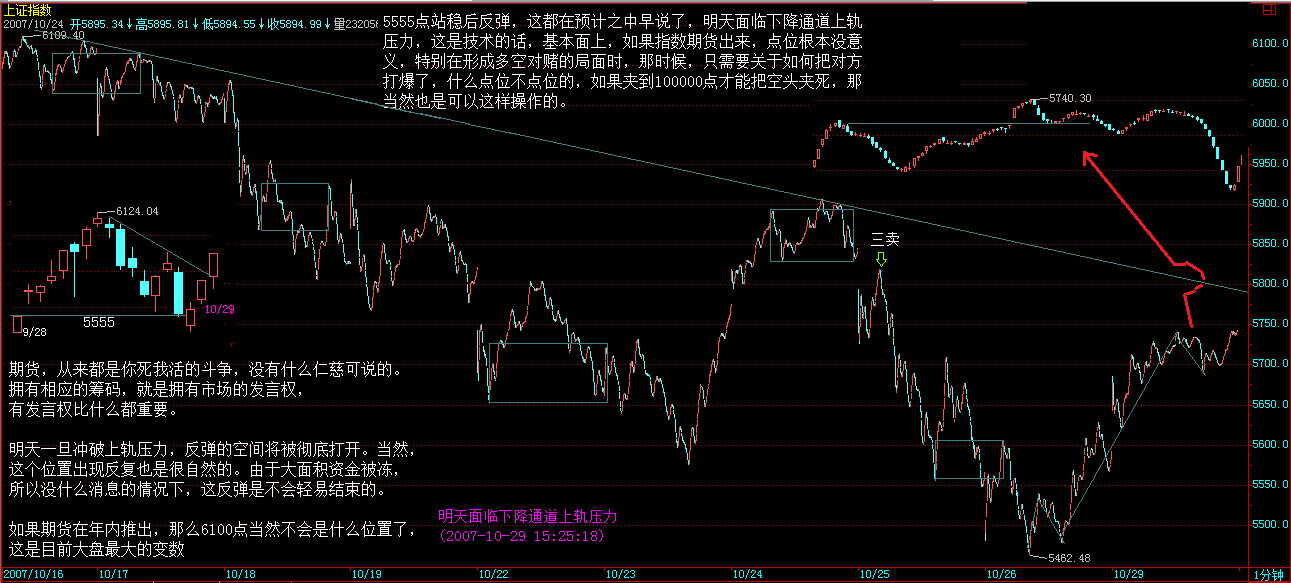 上证指数
2007/10/24 开5895.34↓高5895.81↓低5894.55↓收5894.99↓量232056
5555点站稳后反弹，这都在预计之中早说了，明天面临下降通道上轨
压力，这是技术的话，基本面上，如果指数期货出来，点位根本没意
义，特别在形成多空对赌的局面时，那时候，只需要关于如何把对方
打爆了，什么点位不点位的，如果夹到100000点才能把空头夹死，那
当然也是可以这样操作的。
6109.40
5740.30
三卖
6124.04
10/29
5555
9/28
期货，从来都是你死我活的斗争，没有什么仁慈可说的。
拥有相应的筹码，就是拥有市场的发言权，
有发言权比什么都重要。
明天一旦冲破上轨压力，反弹的空间将被彻底打开。当然，
这个位置出现反复也是很自然的。由于大面积资金被冻，
所以没什么消息的情况下，这反弹是不会轻易结束的。
如果期货在年内推出，那么6100点当然不会是什么位置了，
这是目前大盘最大的变数
明天面临下降通道上轨压力
(2007-10-29 15:25:18)
5462.48
6100.0
6050.0
6000.0
5950.0
5900.0
5850.0
5800.0
5750.0
5700.0
5650.0
5600.0
5550.0
5500.0
2007/10/16 10/17 10/18 10/19 10/22 10/23 10/24 10/25 10/26 10/29 1分钟